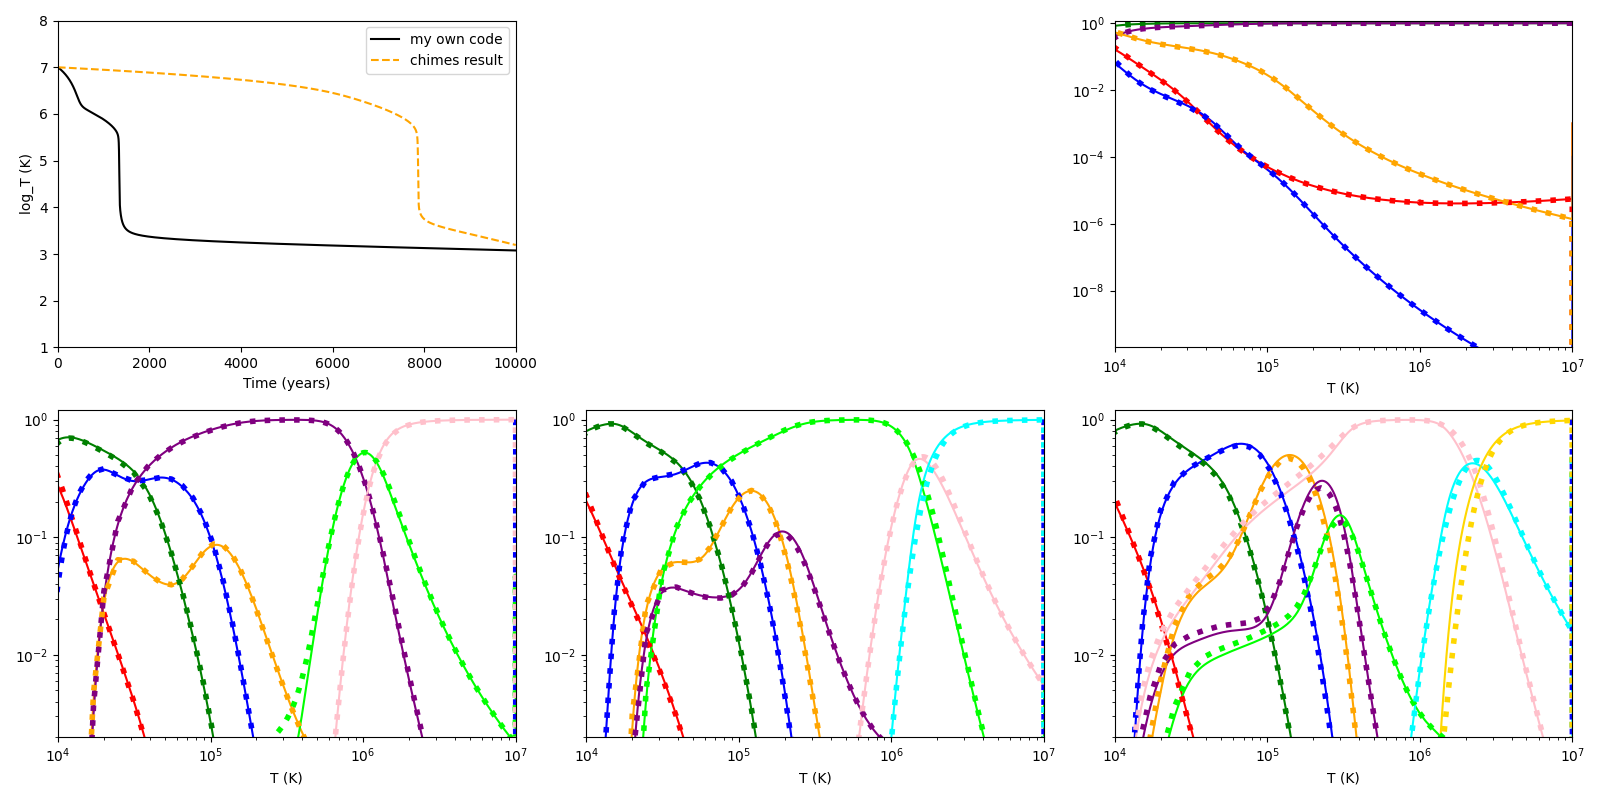 8
7
6
5
4
3
2
1
log_T (K)
my own code
chimes result
0 2000 4000 6000 8000 10000
Time (years)
10⁰
10⁻²
10⁻⁴
10⁻⁶
10⁻⁸
10⁴ 10⁵ 10⁶ 10⁷
T (K)
10⁰
10⁻¹
10⁻²
10⁴ 10⁵ 10⁶ 10⁷
T (K)
10⁰
10⁻¹
10⁻²
10⁴ 10⁵ 10⁶ 10⁷
T (K)
10⁰
10⁻¹
10⁻²
10⁴ 10⁵ 10⁶ 10⁷
T (K)